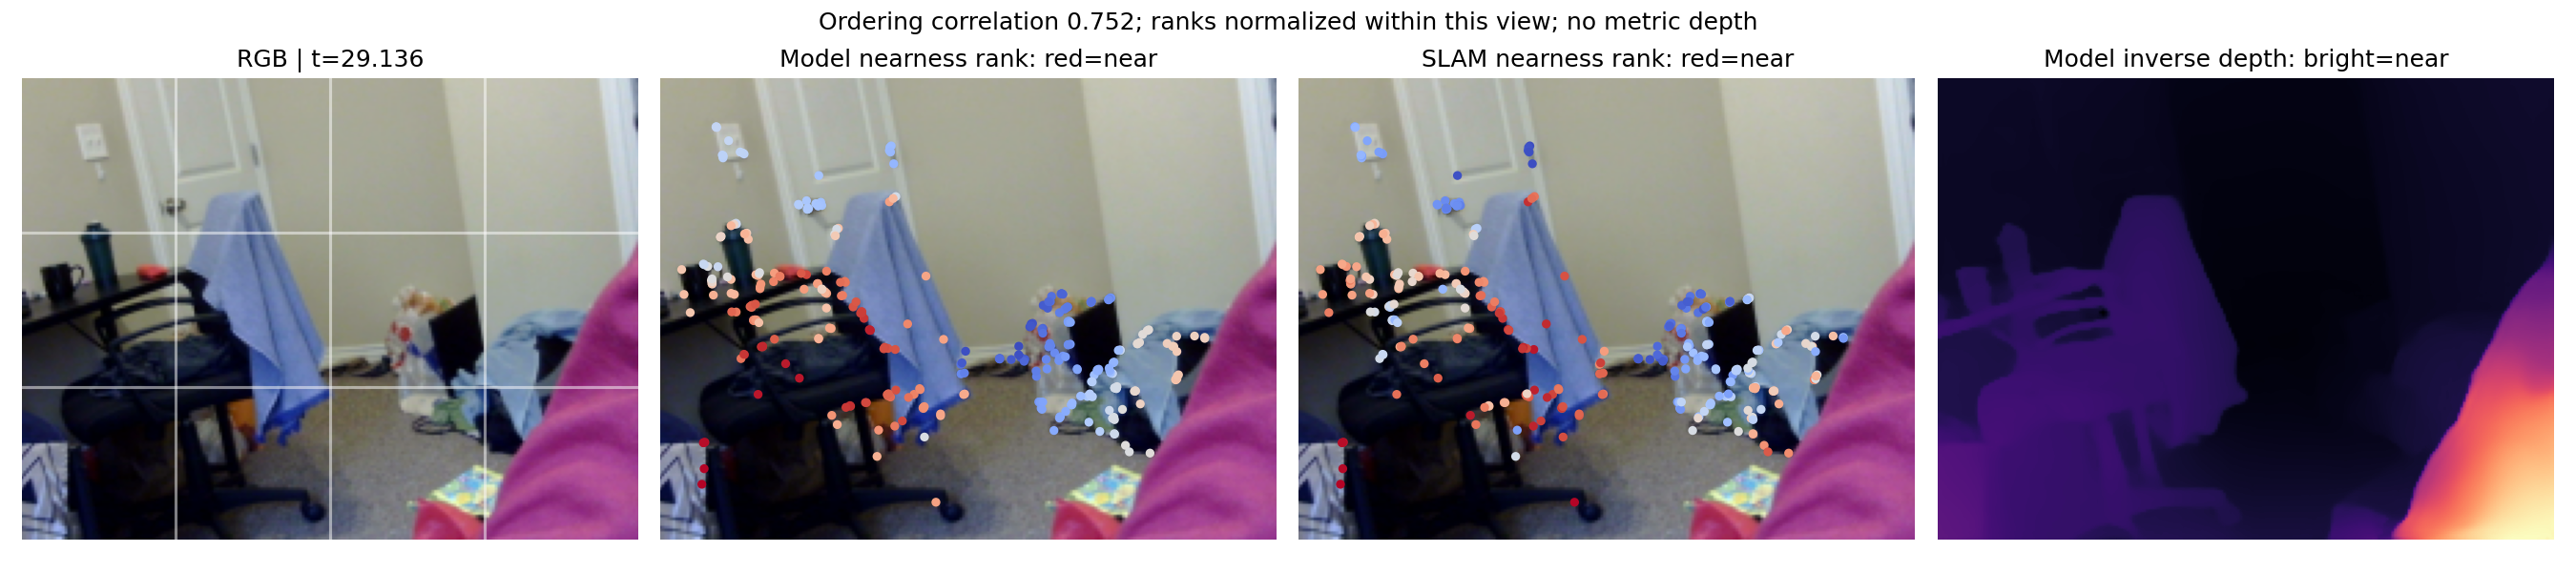 Ordering correlation 0.752; ranks normalized within this view; no metric depth
RGB | t=29.136
Model nearness rank: red=near
SLAM nearness rank: red=near
Model inverse depth: bright=near